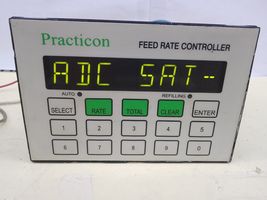 Practicon FEED RATE CONTROLLER
ADC SAT--
AUTO REFILLING
SELECT RATE TOTAL CLEAR ENTER
1 2 3 4 5
6 7 8 9 0